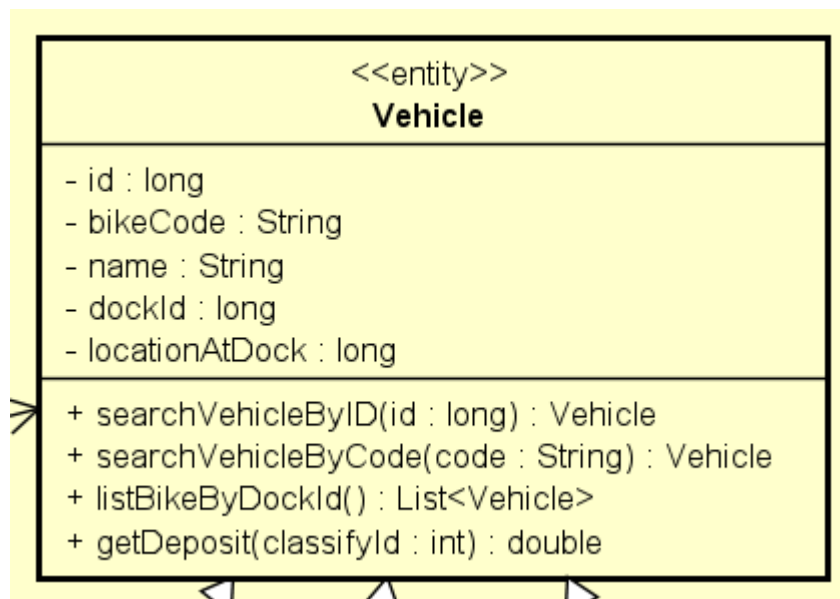 <<entity>>
Vehicle
- id : long
- bikeCode : String
- name : String
- dockId : long
- locationAtDock : long
+ searchVehicleByID(id : long) : Vehicle
+ searchVehicleByCode(code : String) : Vehicle
+ listBikeByDockId() : List<Vehicle>
+ getDeposit(classifyId : int) : double